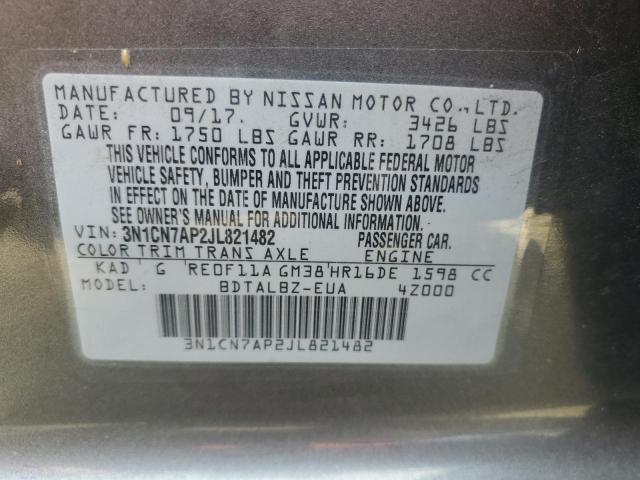 MANUFACTURED BY NISSAN MOTOR CO.,LTD.
DATE: 09/17. GVWR: 3426 LBS
GAWR FR: 1750 LBS GAWR RR: 1708 LBS
THIS VEHICLE CONFORMS TO ALL APPLICABLE FEDERAL MOTOR
VEHICLE SAFETY, BUMPER AND THEFT PREVENTION STANDARDS
IN EFFECT ON THE DATE OF MANUFACTURE SHOWN ABOVE.
SEE OWNER'S MANUAL FOR ADDITIONAL INFORMATION.
VIN: 3N1CN7AP2JL821482 PASSENGER CAR.
COLOR TRIM TRANS AXLE ENGINE
KAD G RE0F11A GM38 HR16DE 1598 CC
MODEL: BDTALBZ-EUA 4Z000
3N1CN7AP2JL821482